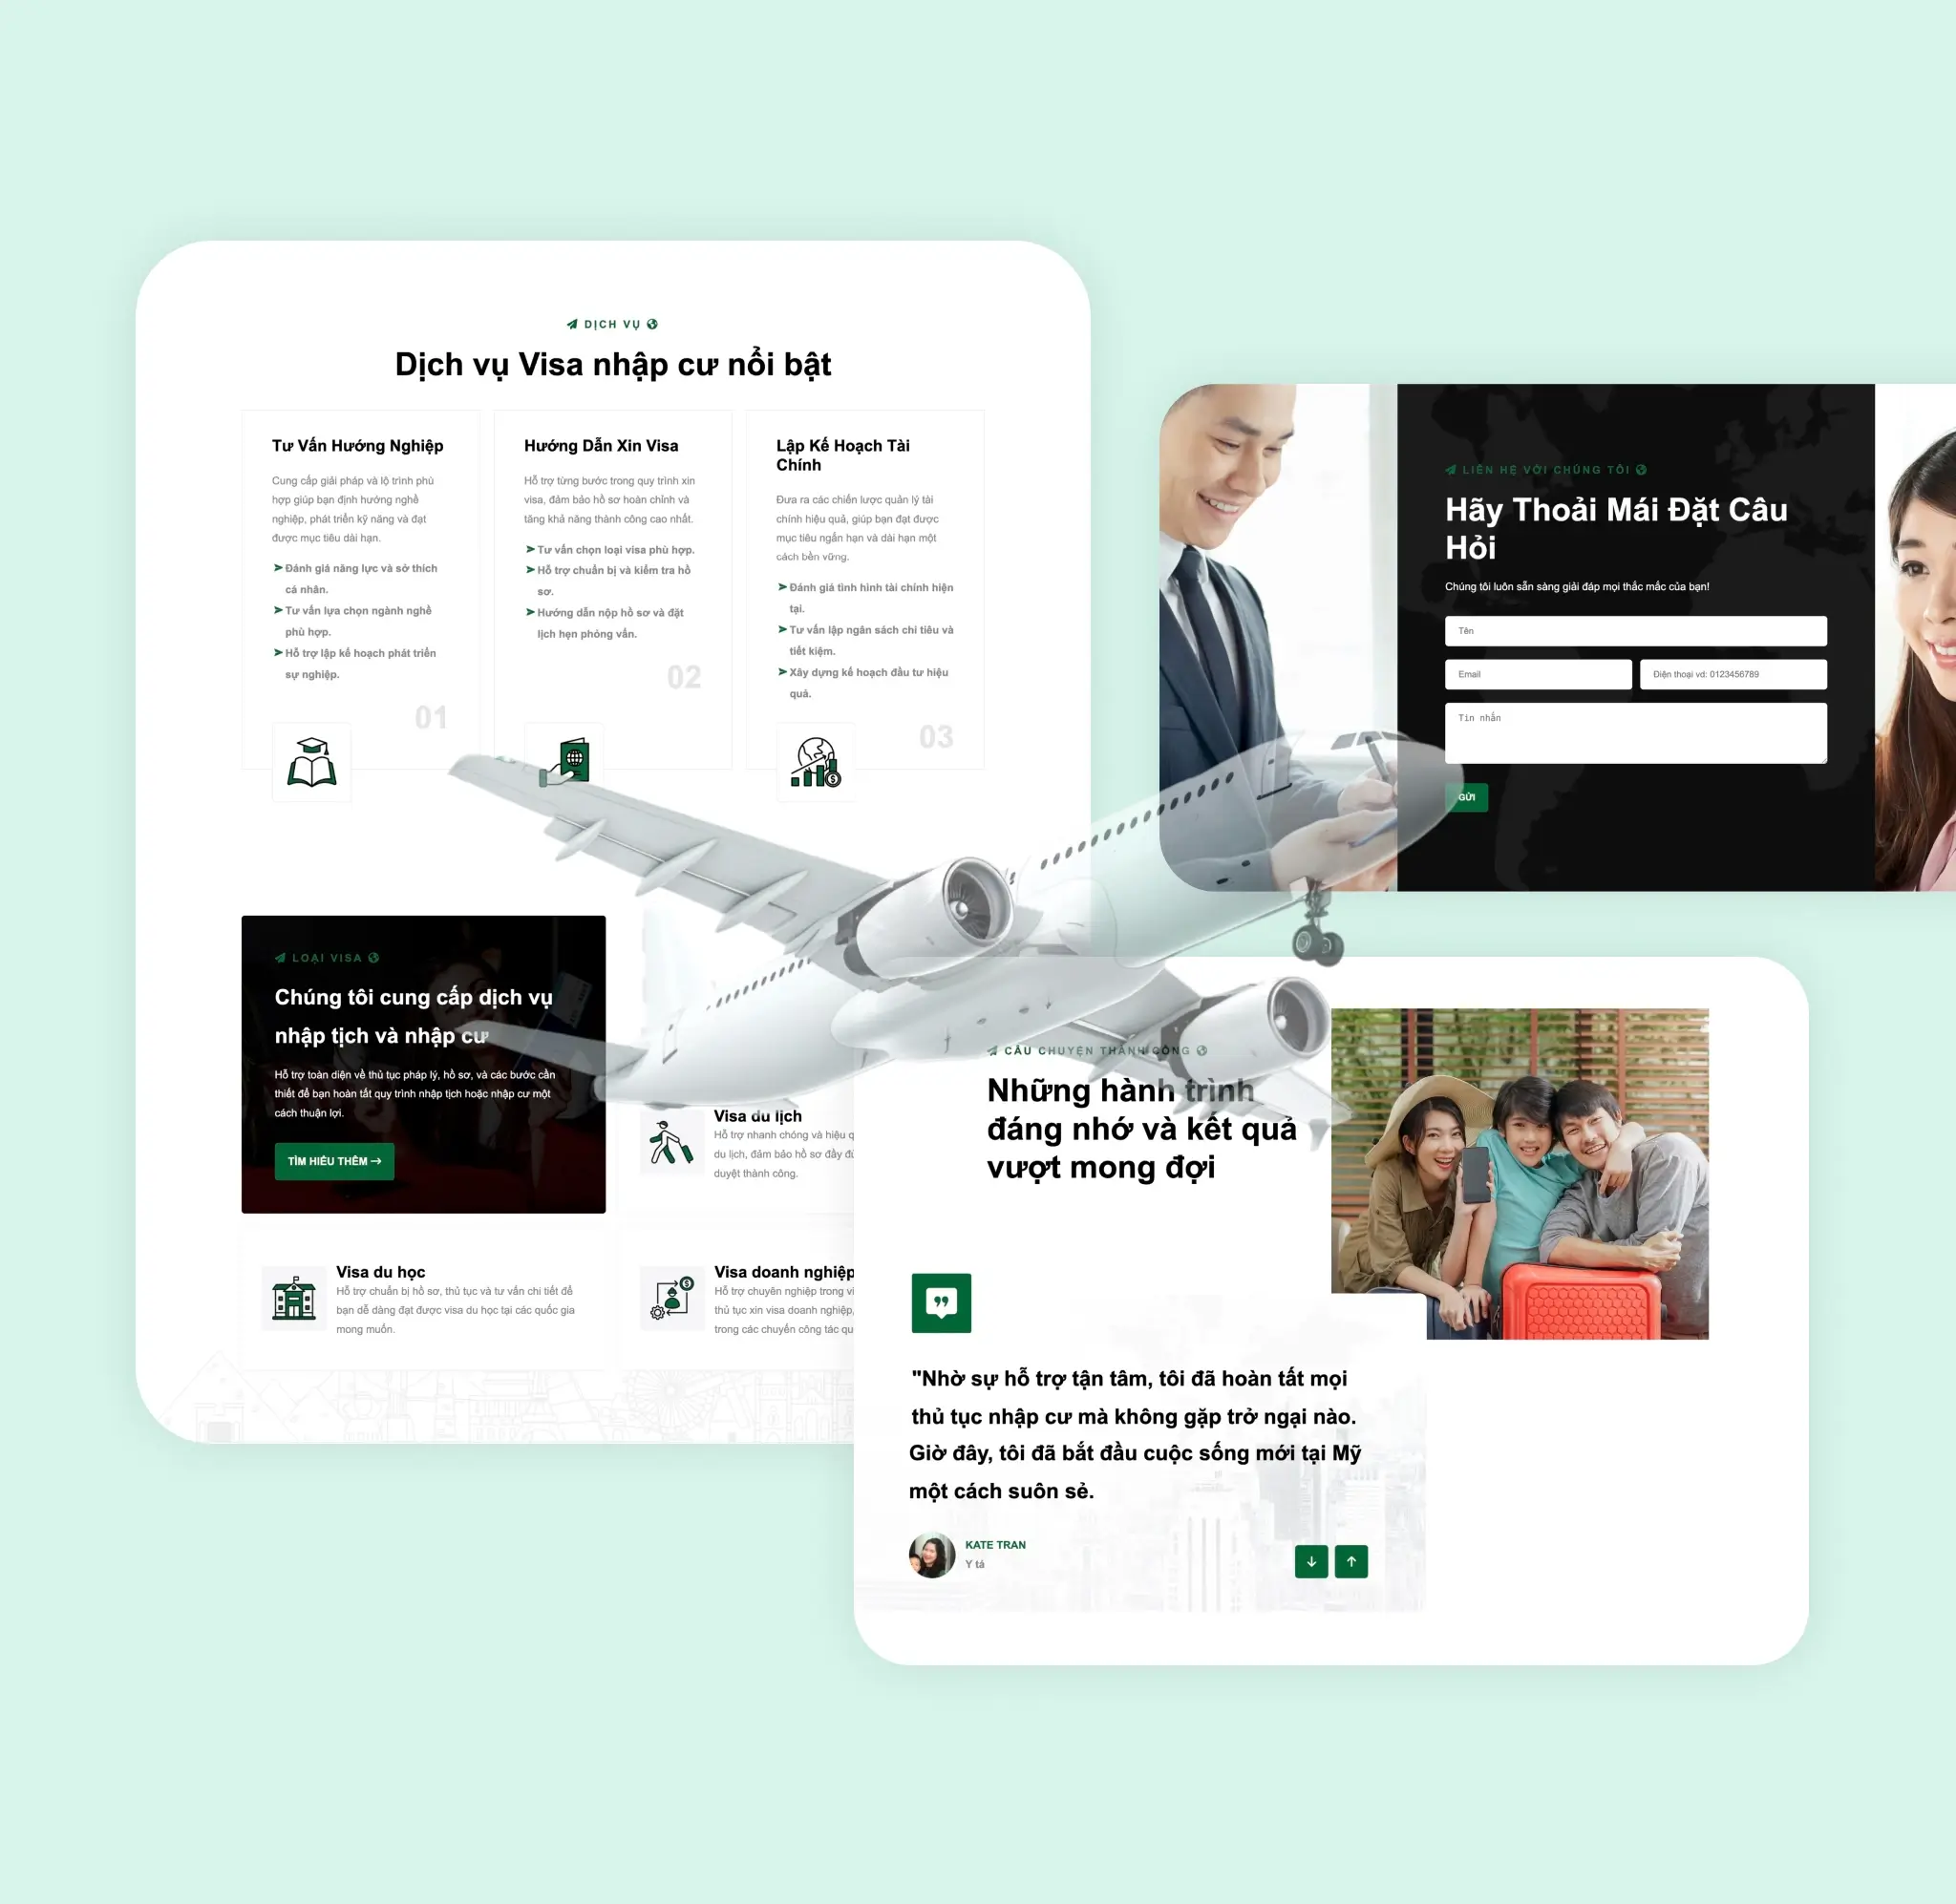 DỊCH VỤ
Dịch vụ Visa nhập cư nổi bật
Tư Vấn Hướng Nghiệp
Cung cấp giải pháp và lộ trình phù
hợp giúp bạn định hướng nghề
nghiệp, phát triển kỹ năng và đạt
được mục tiêu dài hạn.
Đánh giá năng lực và sở thích
cá nhân.
Tư vấn lựa chọn ngành nghề
phù hợp.
Hỗ trợ lập kế hoạch phát triển
sự nghiệp.
01
Hướng Dẫn Xin Visa
Hỗ trợ từng bước trong quy trình xin
visa, đảm bảo hồ sơ hoàn chỉnh và
tăng khả năng thành công cao nhất.
Tư vấn chọn loại visa phù hợp.
Hỗ trợ chuẩn bị và kiểm tra hồ
sơ.
Hướng dẫn nộp hồ sơ và đặt
lịch hẹn phỏng vấn.
02
Lập Kế Hoạch Tài
Chính
Đưa ra các chiến lược quản lý tài
chính hiệu quả, giúp bạn đạt được
mục tiêu ngắn hạn và dài hạn một
cách bền vững.
Đánh giá tình hình tài chính hiện
tại.
Tư vấn lập ngân sách chi tiêu và
tiết kiệm.
Xây dựng kế hoạch đầu tư hiệu
quả.
03
LIÊN HỆ VỚI CHÚNG TÔI
Hãy Thoải Mái Đặt Câu
Hỏi
Chúng tôi luôn sẵn sàng giải đáp mọi thắc mắc của bạn!
Tên
Email
Điện thoại vd: 0123456789
Tin nhắn
GỬI
LOẠI VISA
Chúng tôi cung cấp dịch vụ
nhập tịch và nhập cư
Hỗ trợ toàn diện về thủ tục pháp lý, hồ sơ, và các bước cần
thiết để bạn hoàn tất quy trình nhập tịch hoặc nhập cư một
cách thuận lợi.
TÌM HIỂU THÊM →
Visa du lịch
Hỗ trợ nhanh chóng và hiệu q
du lịch, đảm bảo hồ sơ đầy đủ
duyệt thành công.
Visa du học
Hỗ trợ chuẩn bị hồ sơ, thủ tục và tư vấn chi tiết để
bạn dễ dàng đạt được visa du học tại các quốc gia
mong muốn.
Visa doanh nghiệp
Hỗ trợ chuyên nghiệp trong vi
thủ tục xin visa doanh nghiệp,
trong các chuyến công tác qu
CÂU CHUYỆN THÀNH CÔNG
Những hành trình
đáng nhớ và kết quả
vượt mong đợi
"Nhờ sự hỗ trợ tận tâm, tôi đã hoàn tất mọi
thủ tục nhập cư mà không gặp trở ngại nào.
Giờ đây, tôi đã bắt đầu cuộc sống mới tại Mỹ
một cách suôn sẻ.
KATE TRAN
Y tá